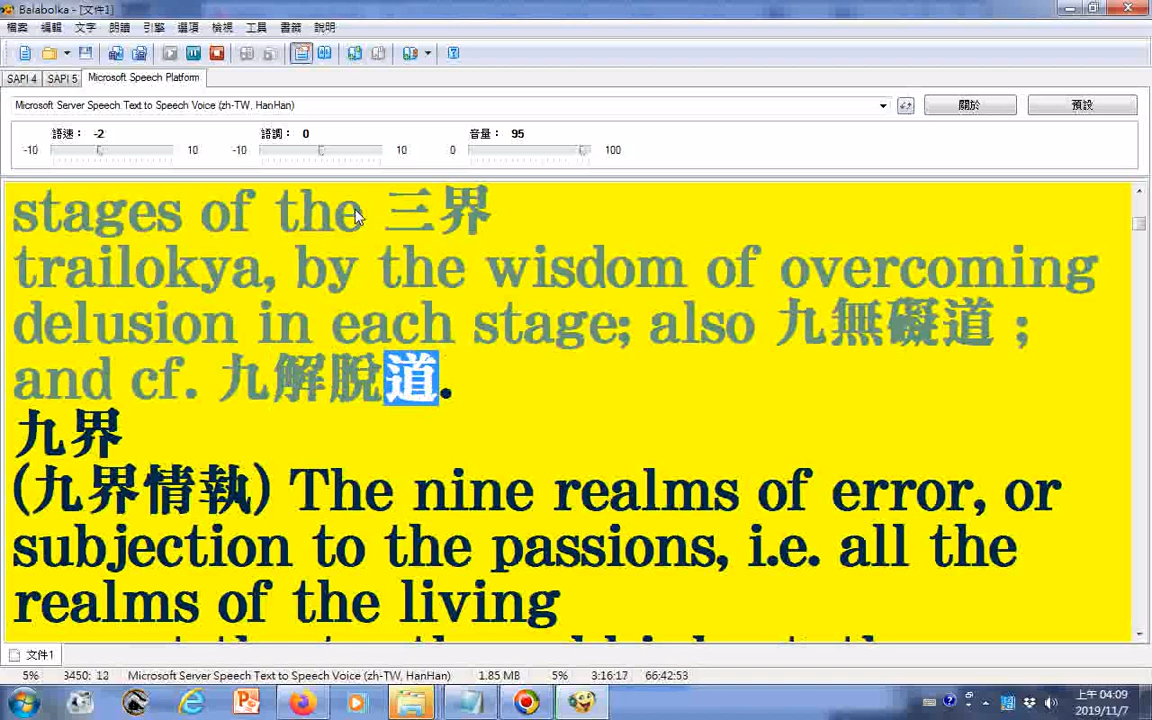 Balabolka - [文件1]
檔案 編輯 文字 朗讀 引擎 選項 檢視 工具 書籤 說明
SAPI 4 SAPI 5 Microsoft Speech Platform
Microsoft Server Speech Text to Speech Voice (zh-TW, HanHan) 關於 預設
語速： -2 語調： 0 音量： 95
-10 10 -10 10 0 100
stages of the 三界
trailokya, by the wisdom of overcoming
delusion in each stage; also 九無礙道 ;
and cf. 九解脫道.
九界
(九界情執) The nine realms of error, or
subjection to the passions, i.e. all the
realms of the living
文件1
5% 3450: 13 Microsoft Server Speech Text to Speech Voice (zh-TW, HanHan) 1.85 MB 5% 3:16:17 66:42:53
上午 04:09
2019/11/7